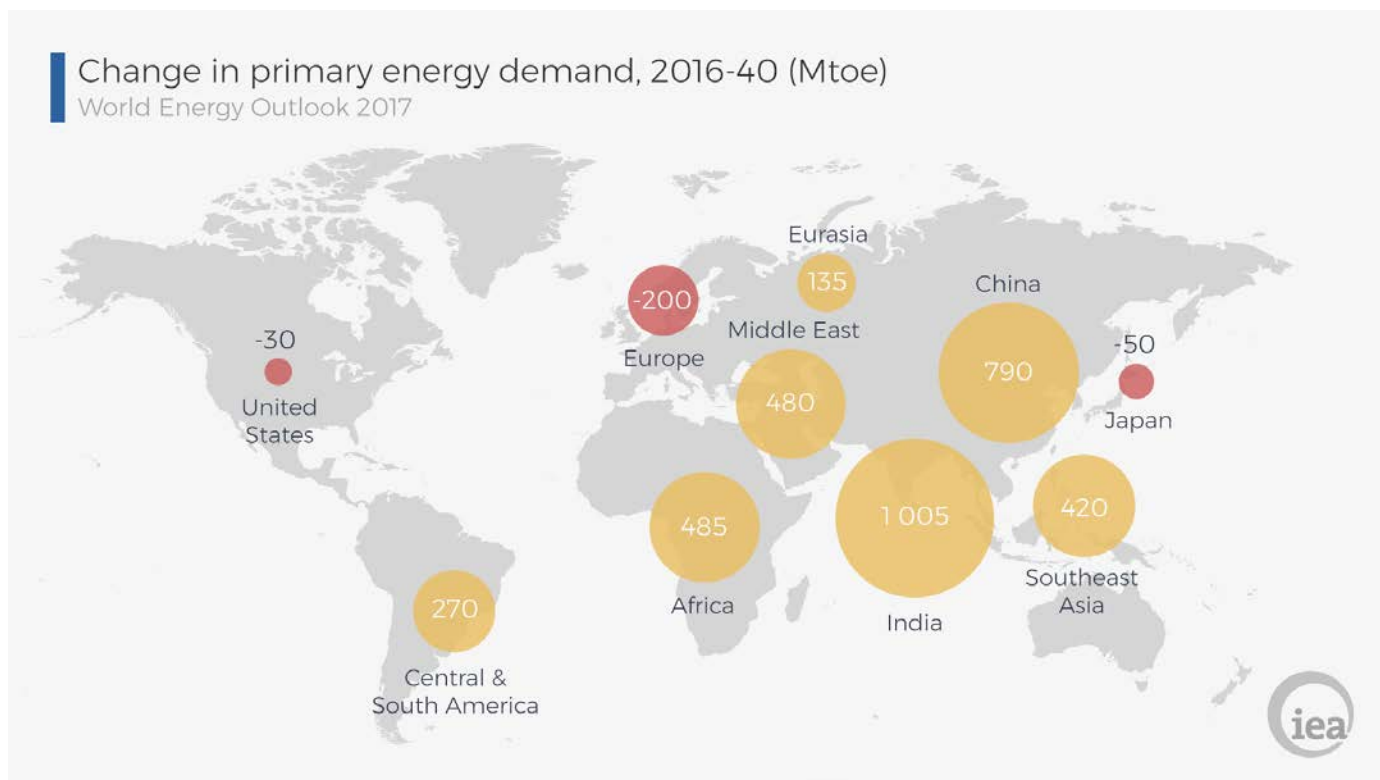 Change in primary energy demand, 2016-40 (Mtoe)
World Energy Outlook 2017
Eurasia
135
China
790
-200
Europe
Middle East
480
-30
United
States
-50
Japan
485
Africa
1 005
India
420
Southeast
Asia
270
Central &
South America
iea